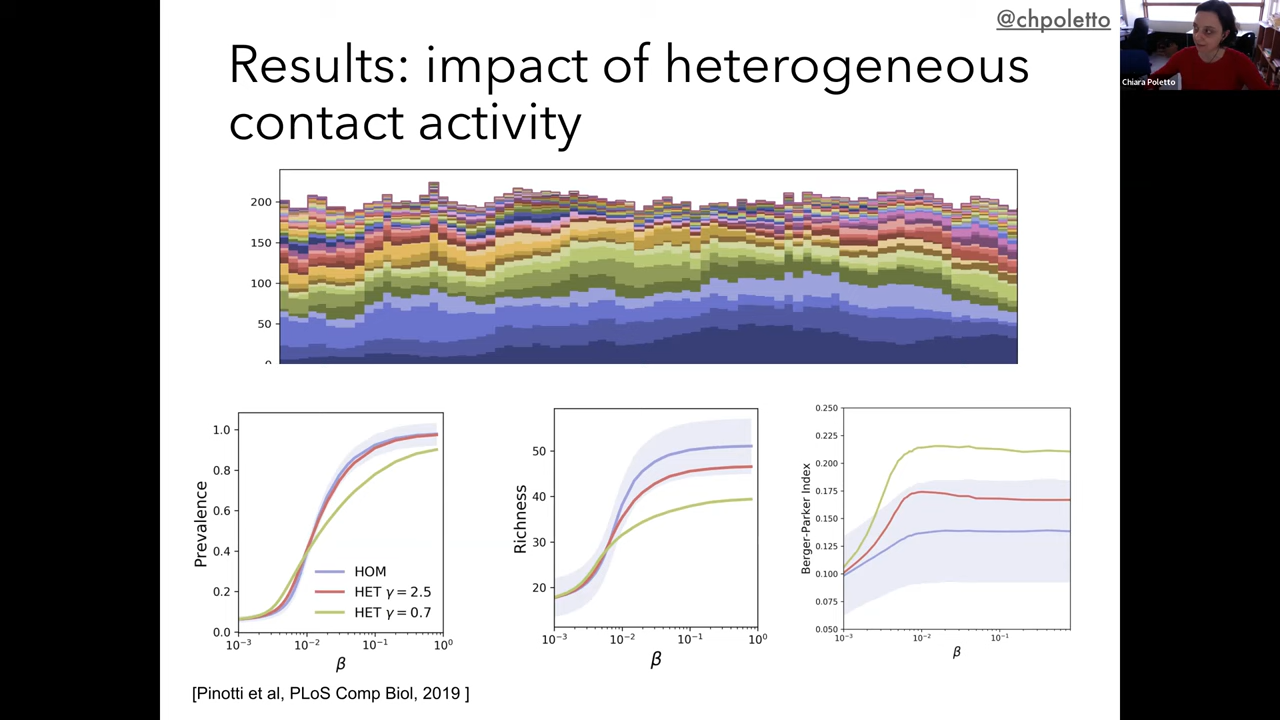 @chpoletto
Chiara Poletto
Results: impact of heterogeneous
contact activity
200
150
100
50
0
1.0
0.8
0.6
0.4
0.2
0.0
Prevalence
HOM
HET γ = 2.5
HET γ = 0.7
10⁻³ 10⁻² 10⁻¹ 10⁰
β
50
40
30
20
Richness
10⁻³ 10⁻² 10⁻¹ 10⁰
β
0.250
0.225
0.200
0.175
0.150
0.125
0.100
0.075
0.050
Berger-Parker Index
10⁻³ 10⁻² 10⁻¹
β
[Pinotti et al, PLoS Comp Biol, 2019 ]